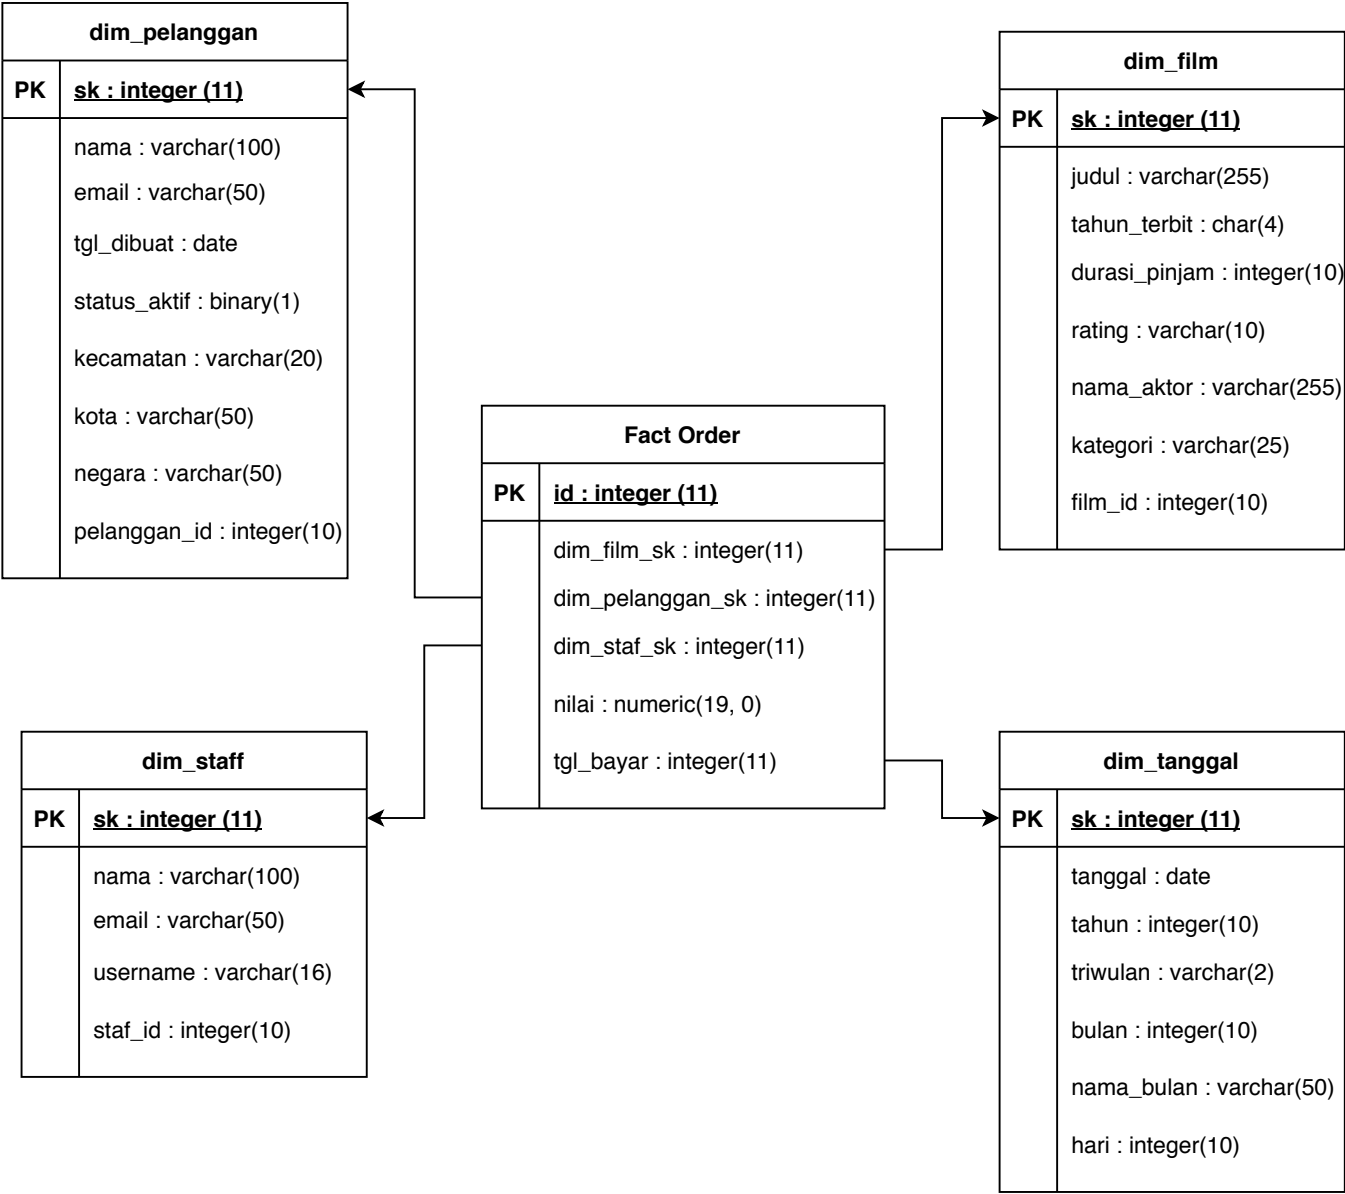 dim_pelanggan
PK sk : integer (11)
nama : varchar(100)
email : varchar(50)
tgl_dibuat : date
status_aktif : binary(1)
kecamatan : varchar(20)
kota : varchar(50)
negara : varchar(50)
pelanggan_id : integer(10)
dim_film
PK sk : integer (11)
judul : varchar(255)
tahun_terbit : char(4)
durasi_pinjam : integer(10)
rating : varchar(10)
nama_aktor : varchar(255)
kategori : varchar(25)
film_id : integer(10)
Fact Order
PK id : integer (11)
dim_film_sk : integer(11)
dim_pelanggan_sk : integer(11)
dim_staf_sk : integer(11)
nilai : numeric(19, 0)
tgl_bayar : integer(11)
dim_staff
PK sk : integer (11)
nama : varchar(100)
email : varchar(50)
username : varchar(16)
staf_id : integer(10)
dim_tanggal
PK sk : integer (11)
tanggal : date
tahun : integer(10)
triwulan : varchar(2)
bulan : integer(10)
nama_bulan : varchar(50)
hari : integer(10)